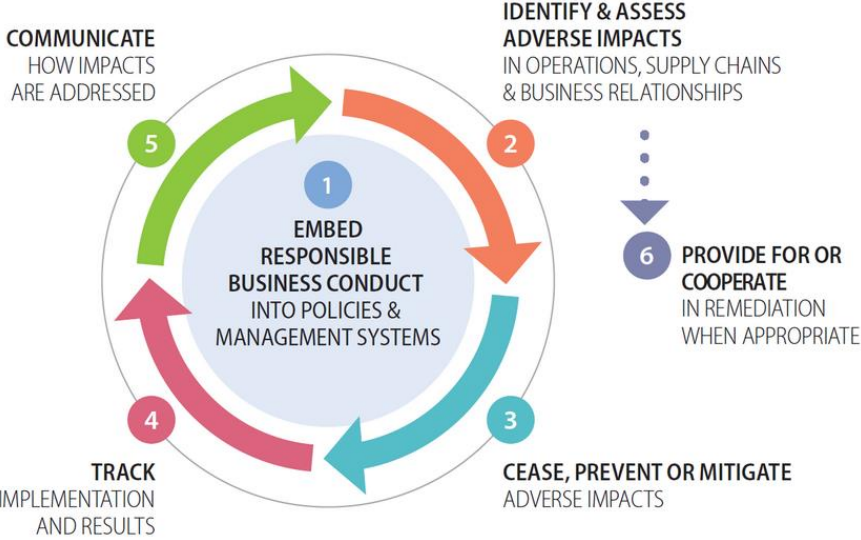 1
EMBED
RESPONSIBLE
BUSINESS CONDUCT
INTO POLICIES &
MANAGEMENT SYSTEMS
2
IDENTIFY & ASSESS
ADVERSE IMPACTS
IN OPERATIONS, SUPPLY CHAINS
& BUSINESS RELATIONSHIPS
3
CEASE, PREVENT OR MITIGATE
ADVERSE IMPACTS
4
TRACK
IMPLEMENTATION
AND RESULTS
5
COMMUNICATE
HOW IMPACTS
ARE ADDRESSED
6
PROVIDE FOR OR
COOPERATE
IN REMEDIATION
WHEN APPROPRIATE